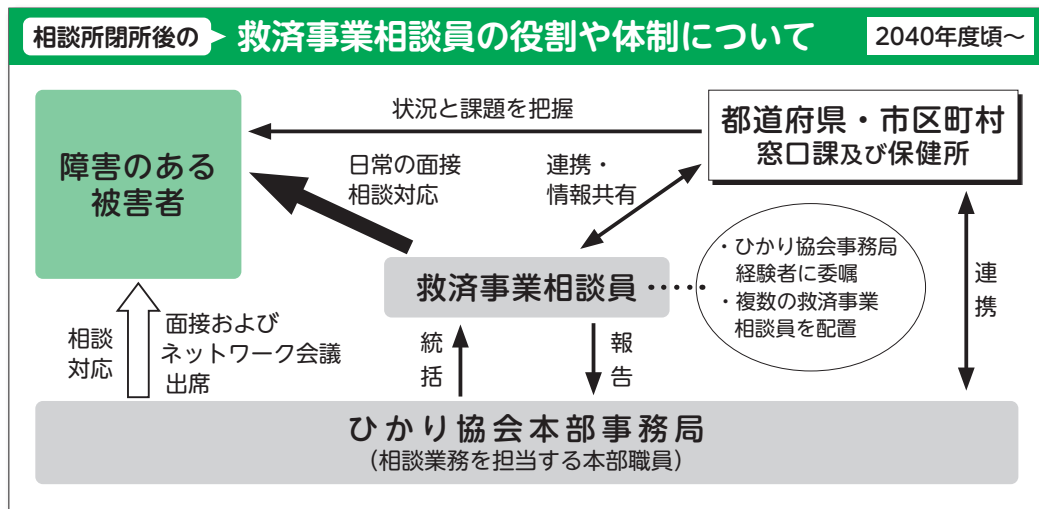 相談所閉所後の 救済事業相談員の役割や体制について 2040年度頃～
状況と課題を把握
都道府県・市区町村
窓口課及び保健所
障害のある
被害者
日常の面接
相談対応
連携・
情報共有
・ひかり協会事務局
経験者に委嘱
・複数の救済事業
相談員を配置
連携
救済事業相談員
相談
対応
面接および
ネットワーク会議
出席
統括
報告
ひかり協会本部事務局
（相談業務を担当する本部職員）